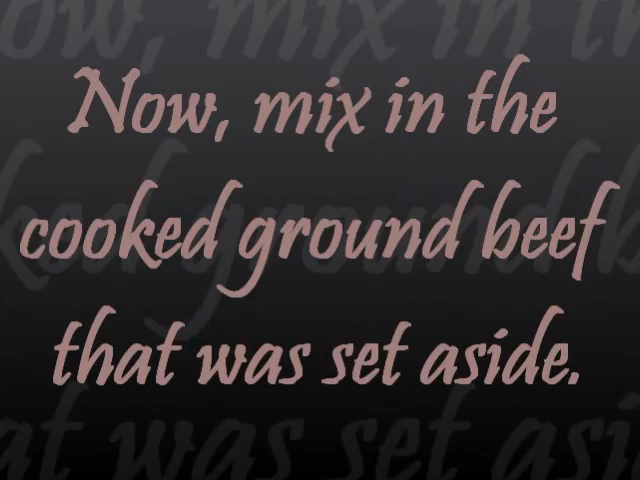 Now, mix in the
cooked ground beef
that was set aside.